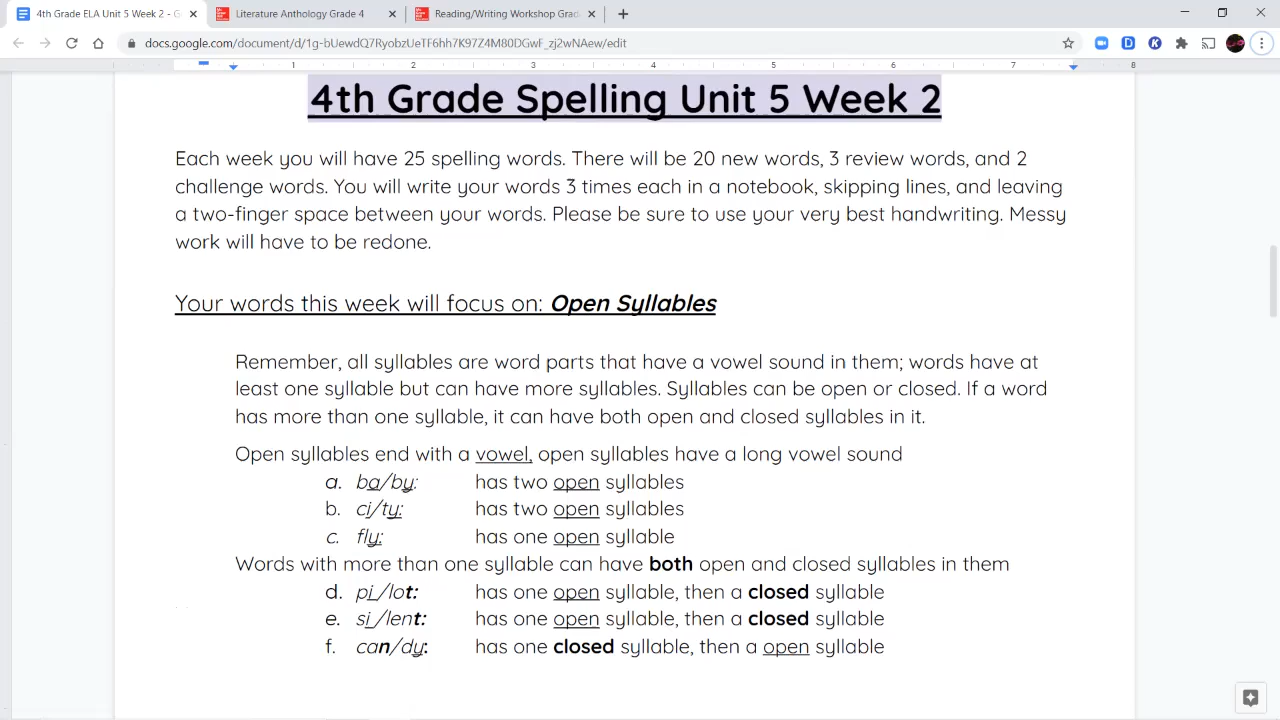 4th Grade ELA Unit 5 Week 2 - G
Literature Anthology Grade 4
Reading/Writing Workshop Grad
docs.google.com/document/d/1g-bUewdQ7RyobzUeTF6hh7K97Z4M80DGwF_zj2wNAew/edit
1 2 3 4 5 6 7 8
4th Grade Spelling Unit 5 Week 2
Each week you will have 25 spelling words. There will be 20 new words, 3 review words, and 2
challenge words. You will write your words 3 times each in a notebook, skipping lines, and leaving
a two-finger space between your words. Please be sure to use your very best handwriting. Messy
work will have to be redone.
Your words this week will focus on: Open Syllables
Remember, all syllables are word parts that have a vowel sound in them; words have at
least one syllable but can have more syllables. Syllables can be open or closed. If a word
has more than one syllable, it can have both open and closed syllables in it.
Open syllables end with a vowel, open syllables have a long vowel sound
a. ba/by: has two open syllables
b. ci/ty: has two open syllables
c. fly: has one open syllable
Words with more than one syllable can have both open and closed syllables in them
d. pi_/lot: has one open syllable, then a closed syllable
e. si_/lent: has one open syllable, then a closed syllable
f. can/dy: has one closed syllable, then a open syllable